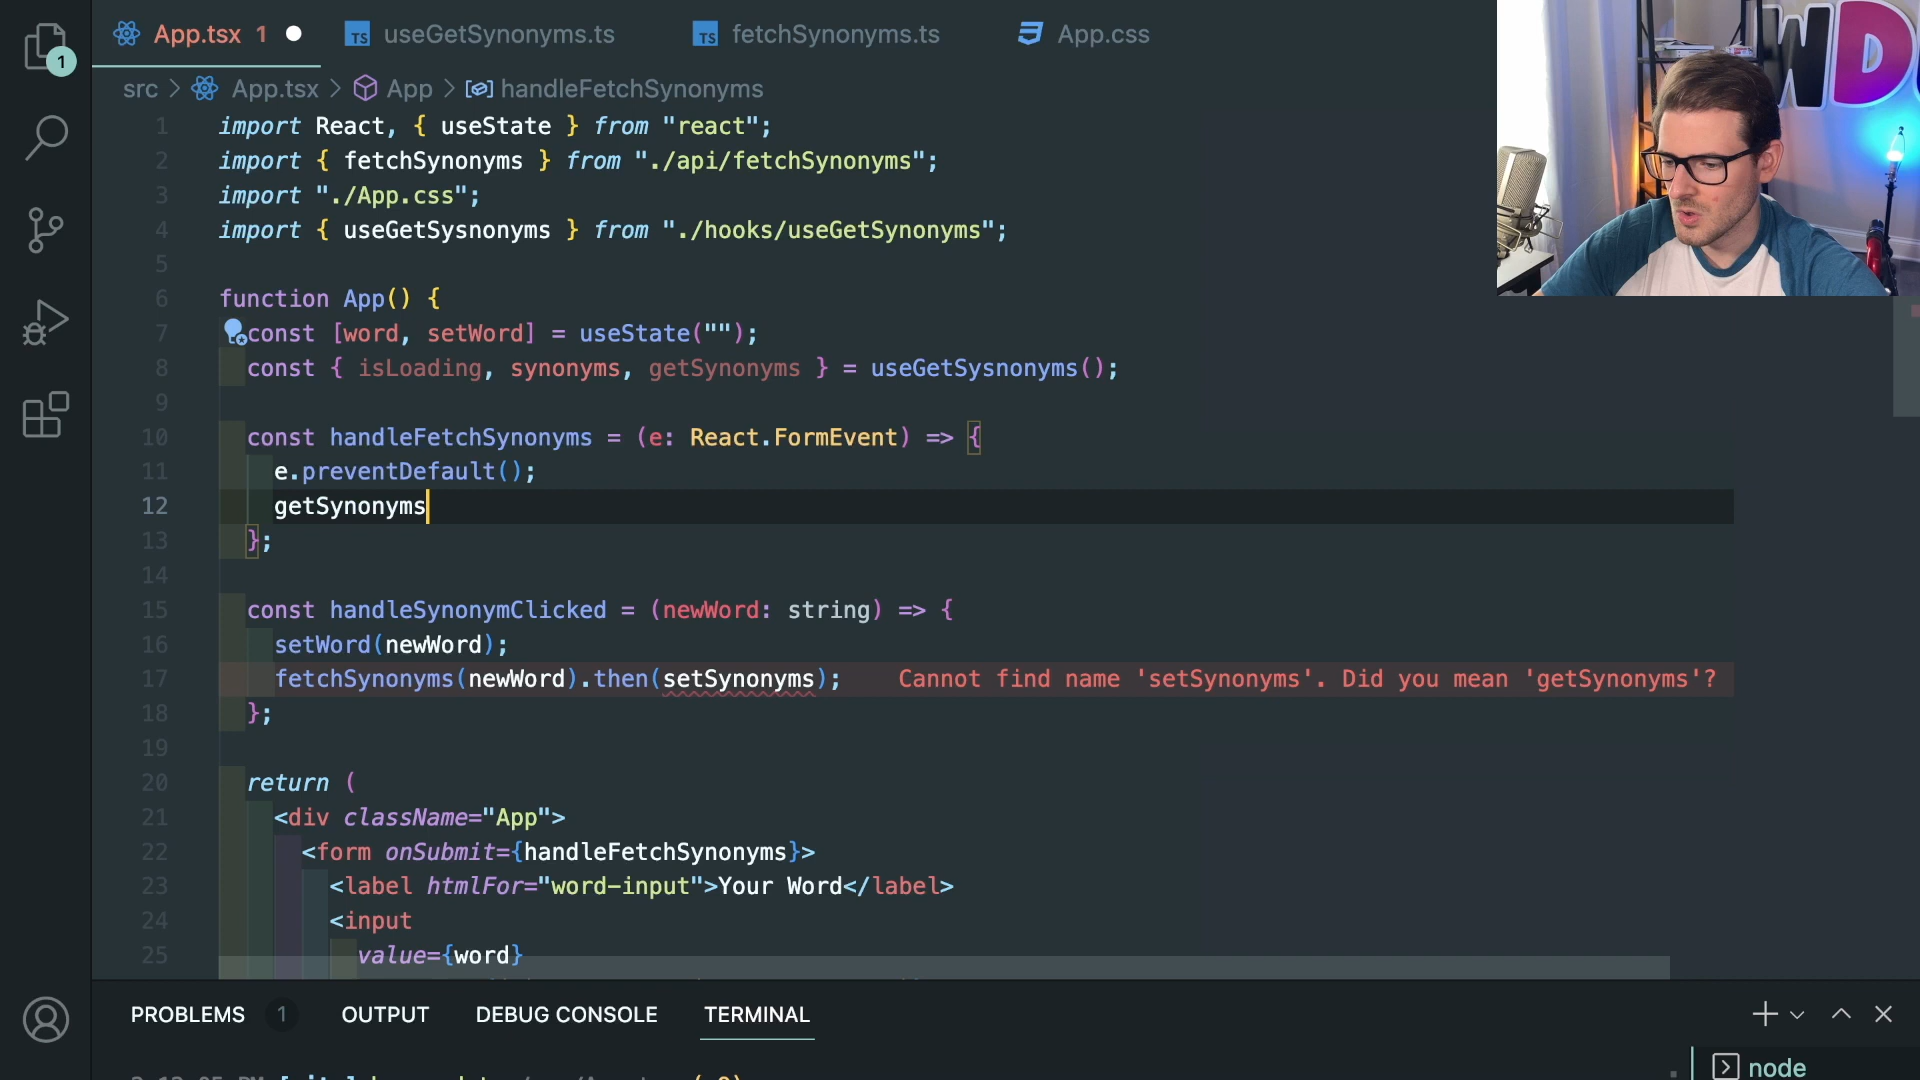 1
App.tsx 1
useGetSynonyms.ts
fetchSynonyms.ts
App.css
src > App.tsx > App > handleFetchSynonyms
1 import React, { useState } from "react";
2 import { fetchSynonyms } from "./api/fetchSynonyms";
3 import "./App.css";
4 import { useGetSysnonyms } from "./hooks/useGetSynonyms";
5
6 function App() {
7 const [word, setWord] = useState("");
8 const { isLoading, synonyms, getSynonyms } = useGetSysnonyms();
9
10 const handleFetchSynonyms = (e: React.FormEvent) => {
11 e.preventDefault();
12 getSynonyms
13 };
14
15 const handleSynonymClicked = (newWord: string) => {
16 setWord(newWord);
17 fetchSynonyms(newWord).then(setSynonyms); Cannot find name 'setSynonyms'. Did you mean 'getSynonyms'?
18 };
19
20 return (
21 <div className="App">
22 <form onSubmit={handleFetchSynonyms}>
23 <label htmlFor="word-input">Your Word</label>
24 <input
25 value={word}
PROBLEMS 1 OUTPUT DEBUG CONSOLE TERMINAL
node